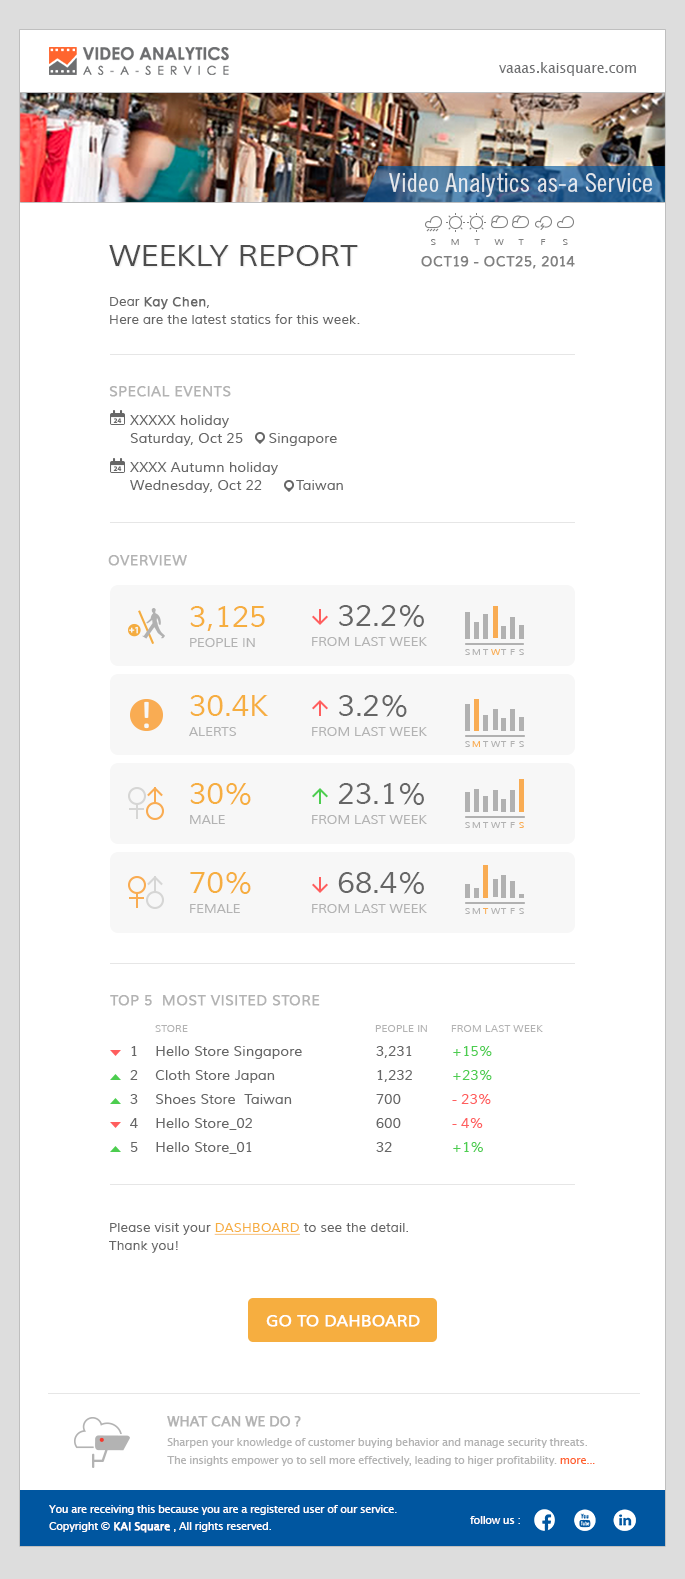 VIDEO ANALYTICS
AS-A-SERVICE
vaaas.kaisquare.com
Video Analytics as-a Service
WEEKLY REPORT
S M T W T F S
OCT19 - OCT25, 2014
Dear Kay Chen,
Here are the latest statics for this week.
SPECIAL EVENTS
24 XXXXX holiday
Saturday, Oct 25 Singapore
24 XXXX Autumn holiday
Wednesday, Oct 22 Taiwan
OVERVIEW
+1 3,125 32.2%
PEOPLE IN FROM LAST WEEK
S M T W T F S
30.4K 3.2%
ALERTS FROM LAST WEEK
S M T W T F S
30% 23.1%
MALE FROM LAST WEEK
S M T W T F S
70% 68.4%
FEMALE FROM LAST WEEK
S M T W T F S
TOP 5 MOST VISITED STORE
STORE PEOPLE IN FROM LAST WEEK
1 Hello Store Singapore 3,231 +15%
2 Cloth Store Japan 1,232 +23%
3 Shoes Store Taiwan 700 - 23%
4 Hello Store_02 600 - 4%
5 Hello Store_01 32 +1%
Please visit your DASHBOARD to see the detail.
Thank you!
GO TO DAHBOARD
WHAT CAN WE DO ?
Sharpen your knowledge of customer buying behavior and manage security threats.
The insights empower yo to sell more effectively, leading to higer profitability. more...
You are receiving this because you are a registered user of our service.
Copyright © KAI Square , All rights reserved.
follow us : f You Tube in